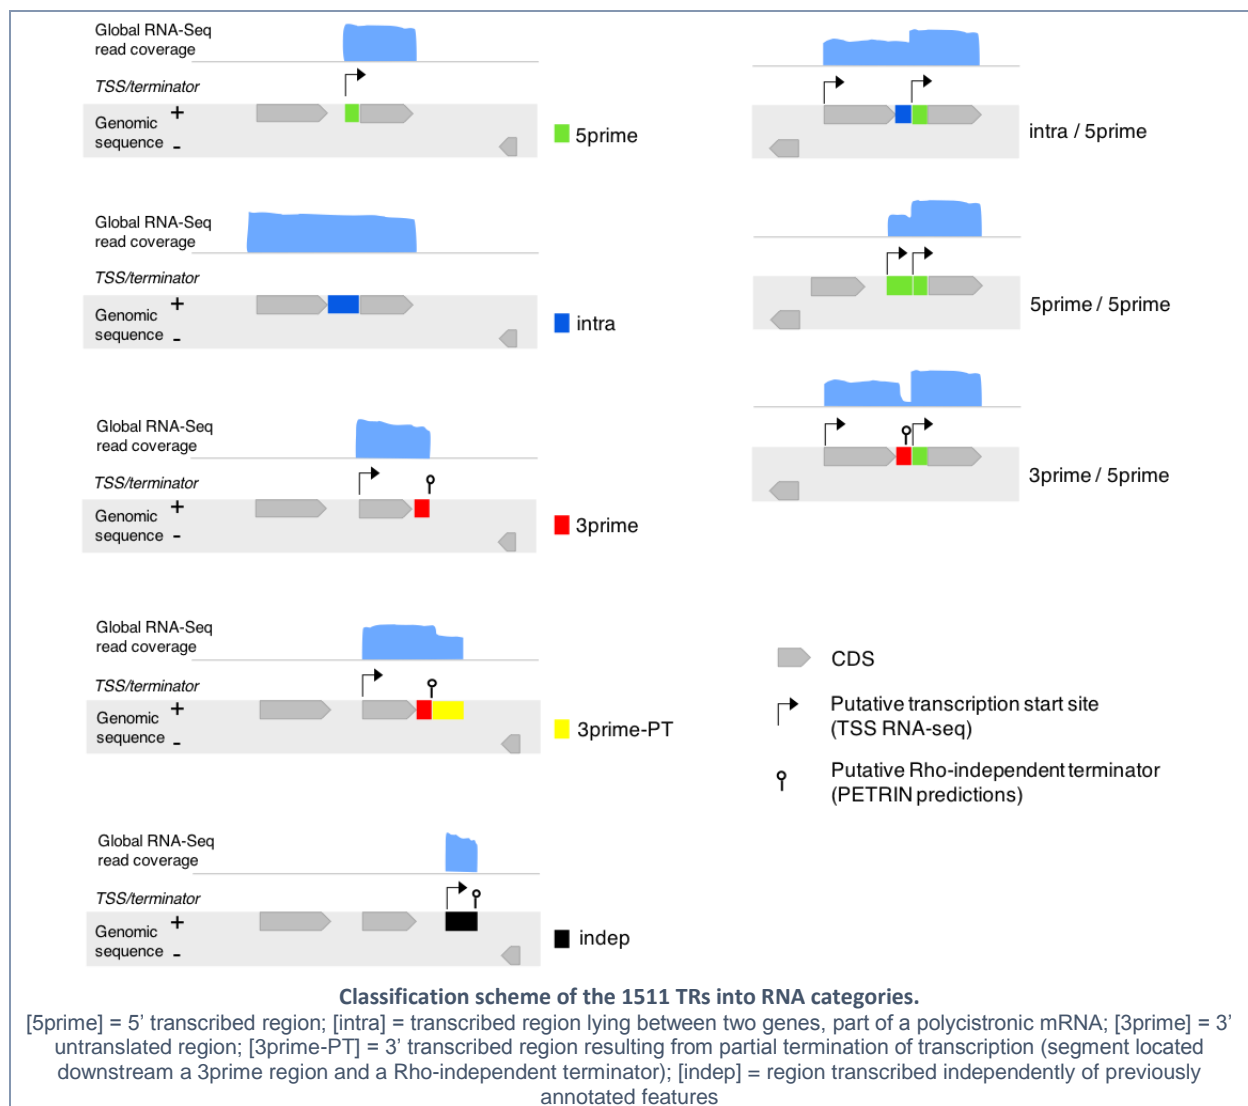 Global RNA-Seq
read coverage
TSS/terminator
Genomic
sequence
+
-
5prime
Global RNA-Seq
read coverage
TSS/terminator
Genomic
sequence
+
-
intra
Global RNA-Seq
read coverage
TSS/terminator
Genomic
sequence
+
-
3prime
Global RNA-Seq
read coverage
TSS/terminator
Genomic
sequence
+
-
3prime-PT
Global RNA-Seq
read coverage
TSS/terminator
Genomic
sequence
+
-
indep
intra / 5prime
5prime / 5prime
3prime / 5prime
CDS
Putative transcription start site
(TSS RNA-seq)
Putative Rho-independent terminator
(PETRIN predictions)
Classification scheme of the 1511 TRs into RNA categories.
[5prime] = 5’ transcribed region; [intra] = transcribed region lying between two genes, part of a polycistronic mRNA; [3prime] = 3’
untranslated region; [3prime-PT] = 3’ transcribed region resulting from partial termination of transcription (segment located
downstream a 3prime region and a Rho-independent terminator); [indep] = region transcribed independently of previously
annotated features